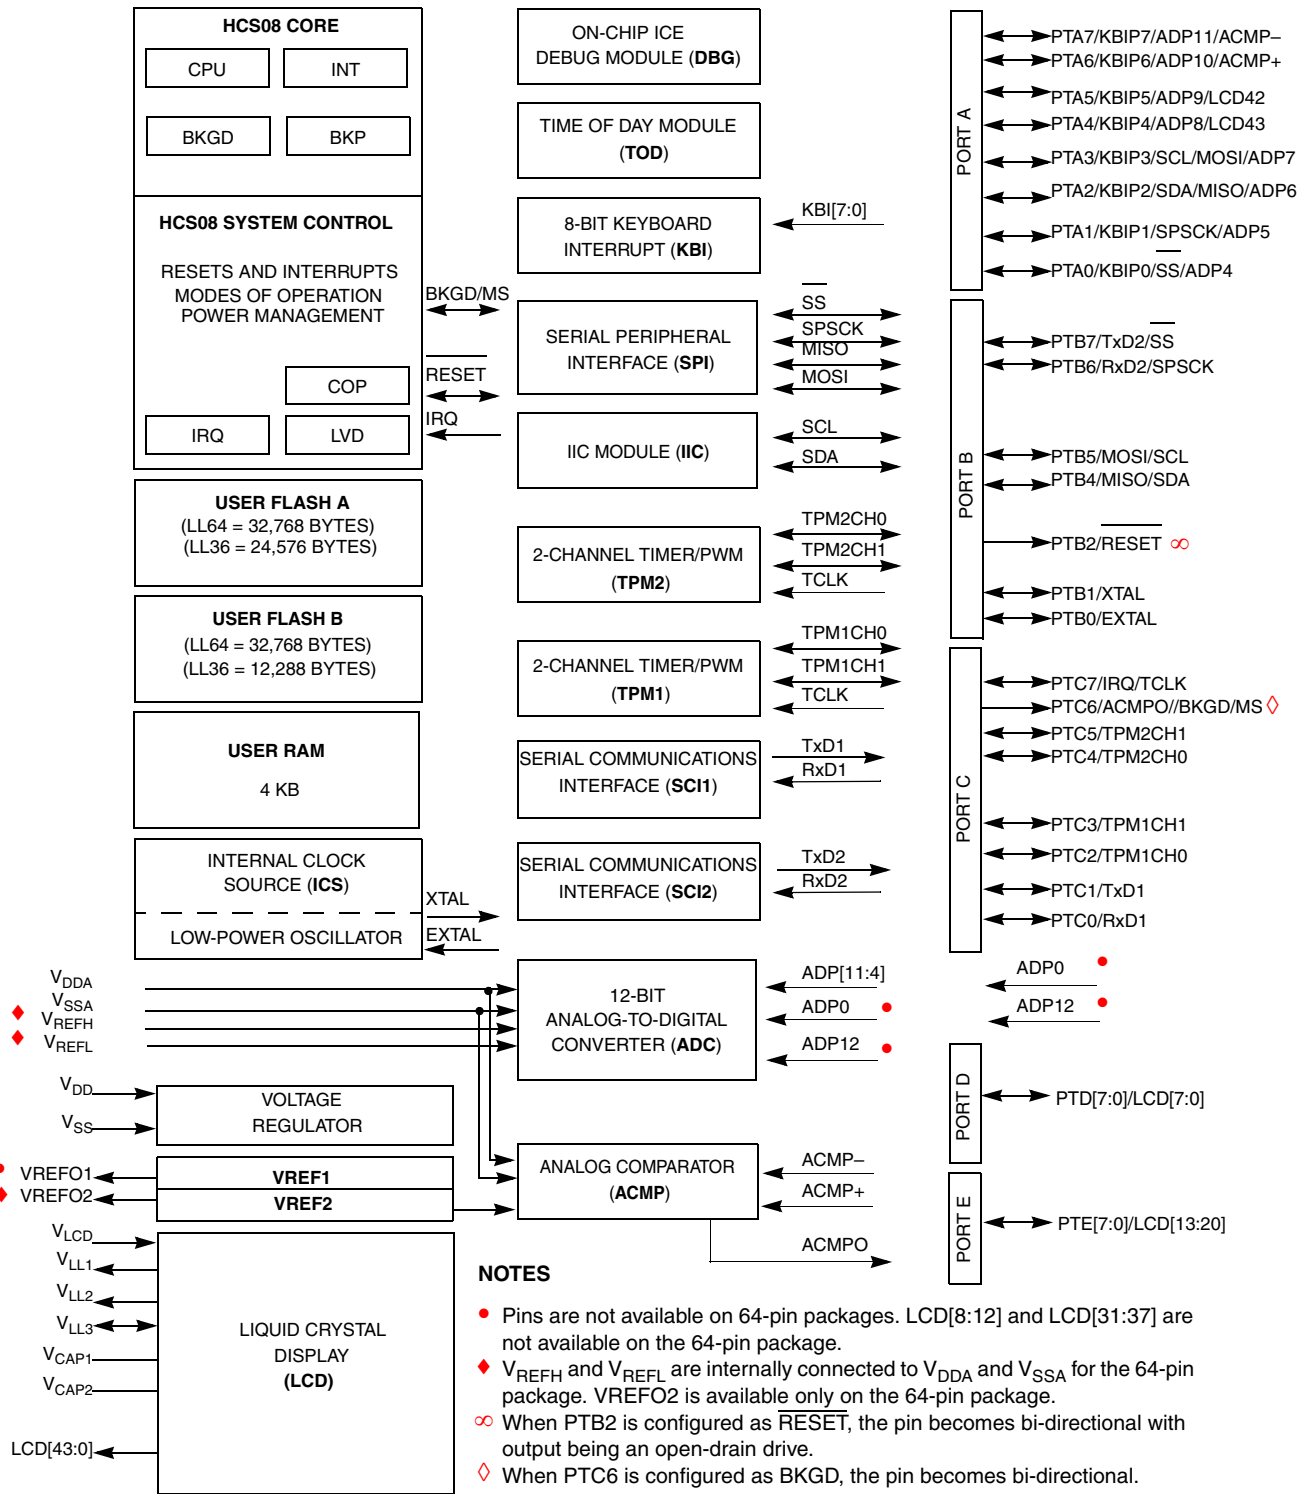 HCS08 CORE
CPU
INT
BKGD
BKP
HCS08 SYSTEM CONTROL
RESETS AND INTERRUPTS
MODES OF OPERATION
POWER MANAGEMENT
COP
IRQ
LVD
BKGD/MS
RESET
IRQ
USER FLASH A
(LL64 = 32,768 BYTES)
(LL36 = 24,576 BYTES)
USER FLASH B
(LL64 = 32,768 BYTES)
(LL36 = 12,288 BYTES)
USER RAM
4 KB
INTERNAL CLOCK
SOURCE (ICS)
LOW-POWER OSCILLATOR
XTAL
EXTAL
VDDA
VSSA
♦ VREFH
♦ VREFL
VDD
VSS
VOLTAGE
REGULATOR
• VREFO1
♦ VREFO2
VREF1
VREF2
VLCD
VLL1
VLL2
VLL3
VCAP1
VCAP2
LCD[43:0]
LIQUID CRYSTAL
DISPLAY
(LCD)
ON-CHIP ICE
DEBUG MODULE (DBG)
TIME OF DAY MODULE
(TOD)
8-BIT KEYBOARD
INTERRUPT (KBI)
KBI[7:0]
SERIAL PERIPHERAL
INTERFACE (SPI)
SS
SPSCK
MISO
MOSI
IIC MODULE (IIC)
SCL
SDA
2-CHANNEL TIMER/PWM
(TPM2)
TPM2CH0
TPM2CH1
TCLK
2-CHANNEL TIMER/PWM
(TPM1)
TPM1CH0
TPM1CH1
TCLK
SERIAL COMMUNICATIONS
INTERFACE (SCI1)
TxD1
RxD1
SERIAL COMMUNICATIONS
INTERFACE (SCI2)
TxD2
RxD2
12-BIT
ANALOG-TO-DIGITAL
CONVERTER (ADC)
ADP[11:4]
ADP0 •
ADP12 •
ANALOG COMPARATOR
(ACMP)
ACMP–
ACMP+
ACMPO
PORT A
PTA7/KBIP7/ADP11/ACMP–
PTA6/KBIP6/ADP10/ACMP+
PTA5/KBIP5/ADP9/LCD42
PTA4/KBIP4/ADP8/LCD43
PTA3/KBIP3/SCL/MOSI/ADP7
PTA2/KBIP2/SDA/MISO/ADP6
PTA1/KBIP1/SPSCK/ADP5
PTA0/KBIP0/SS/ADP4
PORT B
PTB7/TxD2/SS
PTB6/RxD2/SPSCK
PTB5/MOSI/SCL
PTB4/MISO/SDA
PTB2/RESET ∞
PTB1/XTAL
PTB0/EXTAL
PORT C
PTC7/IRQ/TCLK
PTC6/ACMPO//BKGD/MS ◊
PTC5/TPM2CH1
PTC4/TPM2CH0
PTC3/TPM1CH1
PTC2/TPM1CH0
PTC1/TxD1
PTC0/RxD1
ADP0 •
ADP12 •
PORT D
PTD[7:0]/LCD[7:0]
PORT E
PTE[7:0]/LCD[13:20]
NOTES
• Pins are not available on 64-pin packages. LCD[8:12] and LCD[31:37] are
not available on the 64-pin package.
♦ VREFH and VREFL are internally connected to VDDA and VSSA for the 64-pin
package. VREFO2 is available only on the 64-pin package.
∞ When PTB2 is configured as RESET, the pin becomes bi-directional with
output being an open-drain drive.
◊ When PTC6 is configured as BKGD, the pin becomes bi-directional.